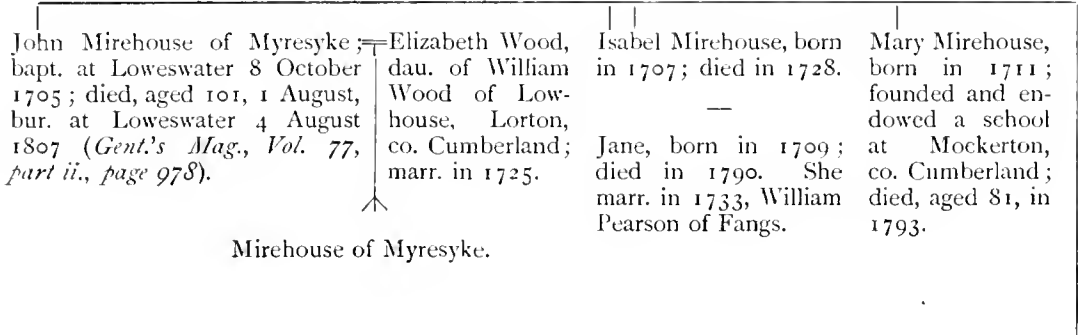 John Mirehouse of Myresyke;
bapt. at Loweswater 8 October
1705; died, aged 101, 1 August,
bur. at Loweswater 4 August
1807 (Gent.'s Mag., Vol. 77,
part ii., page 978).
Elizabeth Wood,
dau. of William
Wood of Low-
house, Lorton,
co. Cumberland;
marr. in 1725.
Mirehouse of Myresyke.
Isabel Mirehouse, born
in 1707; died in 1728.
—
Jane, born in 1709;
died in 1790. She
marr. in 1733, William
Pearson of Fangs.
Mary Mirehouse,
born in 1711;
founded and en-
dowed a school
at Mockerton,
co. Cumberland;
died, aged 81, in
1793.